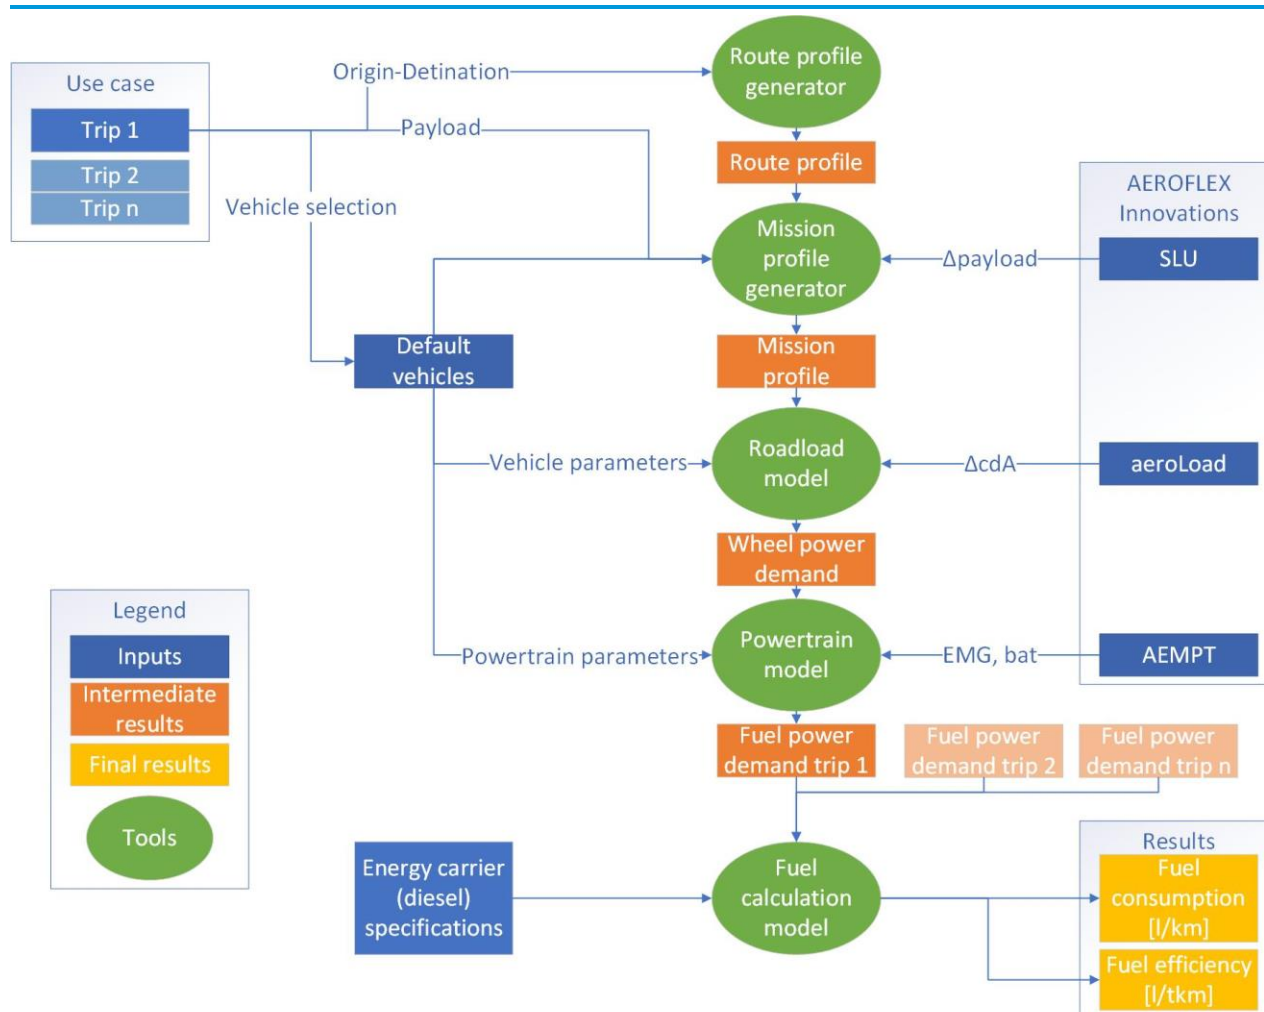 Use case
Trip 1
Trip 2
Trip n
Origin-Detination
Payload
Vehicle selection
Route profile
generator
Route profile
Mission
profile
generator
Δpayload
AEROFLEX
Innovations
SLU
Default
vehicles
Mission
profile
Vehicle parameters
Roadload
model
ΔcdA
aeroLoad
Wheel power
demand
Powertrain parameters
Powertrain
model
EMG, bat
AEMPT
Legend
Inputs
Intermediate
results
Final results
Tools
Fuel power
demand trip 1
Fuel power
demand trip 2
Fuel power
demand trip n
Energy carrier
(diesel)
specifications
Fuel
calculation
model
Results
Fuel
consumption
[l/km]
Fuel efficiency
[l/tkm]